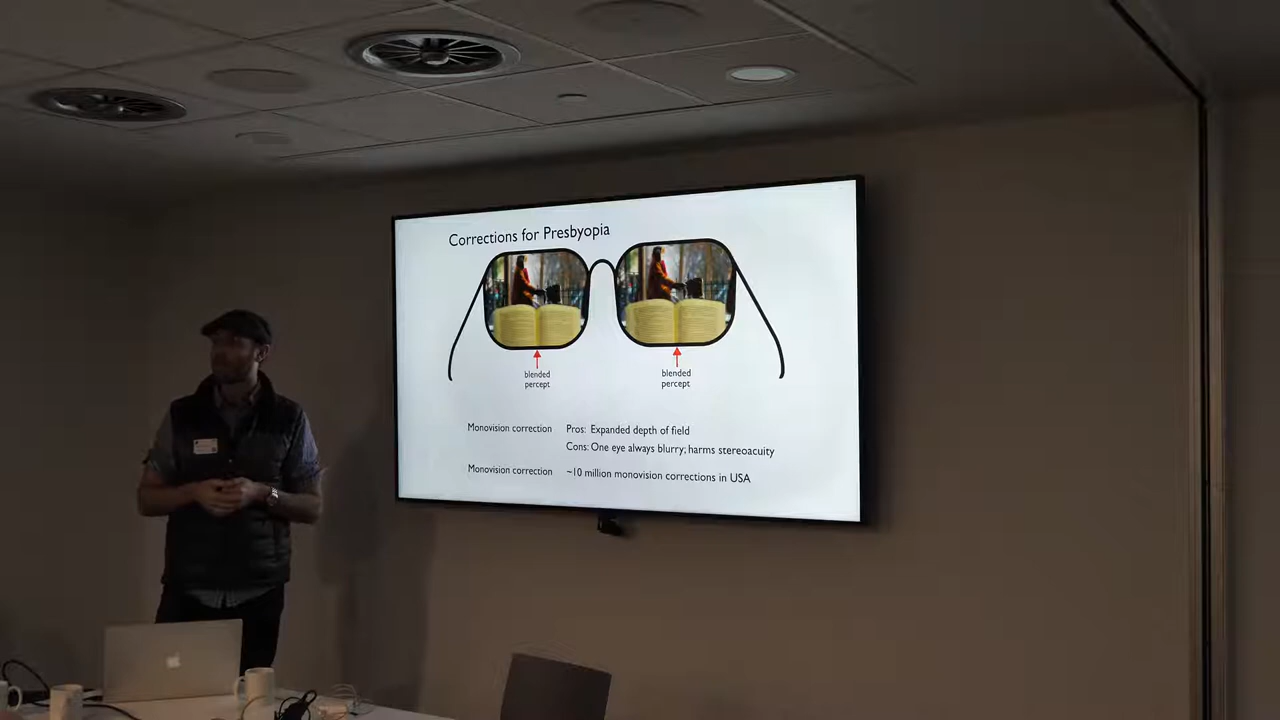 Corrections for Presbyopia
blended
percept
blended
percept
Monovision correction Pros: Expanded depth of field
Cons: One eye always blurry; harms stereoacuity
Monovision correction ~10 million monovision corrections in USA